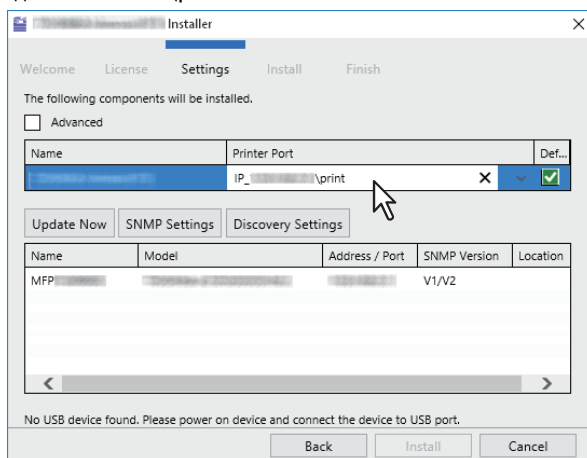 Installer
Welcome License Settings Install Finish
The following components will be installed.
Advanced
Name Printer Port Def...
IP_ \print
Update Now SNMP Settings Discovery Settings
Name Model Address / Port SNMP Version Location
MFP V1/V2
No USB device found. Please power on device and connect the device to USB port.
Back Install Cancel